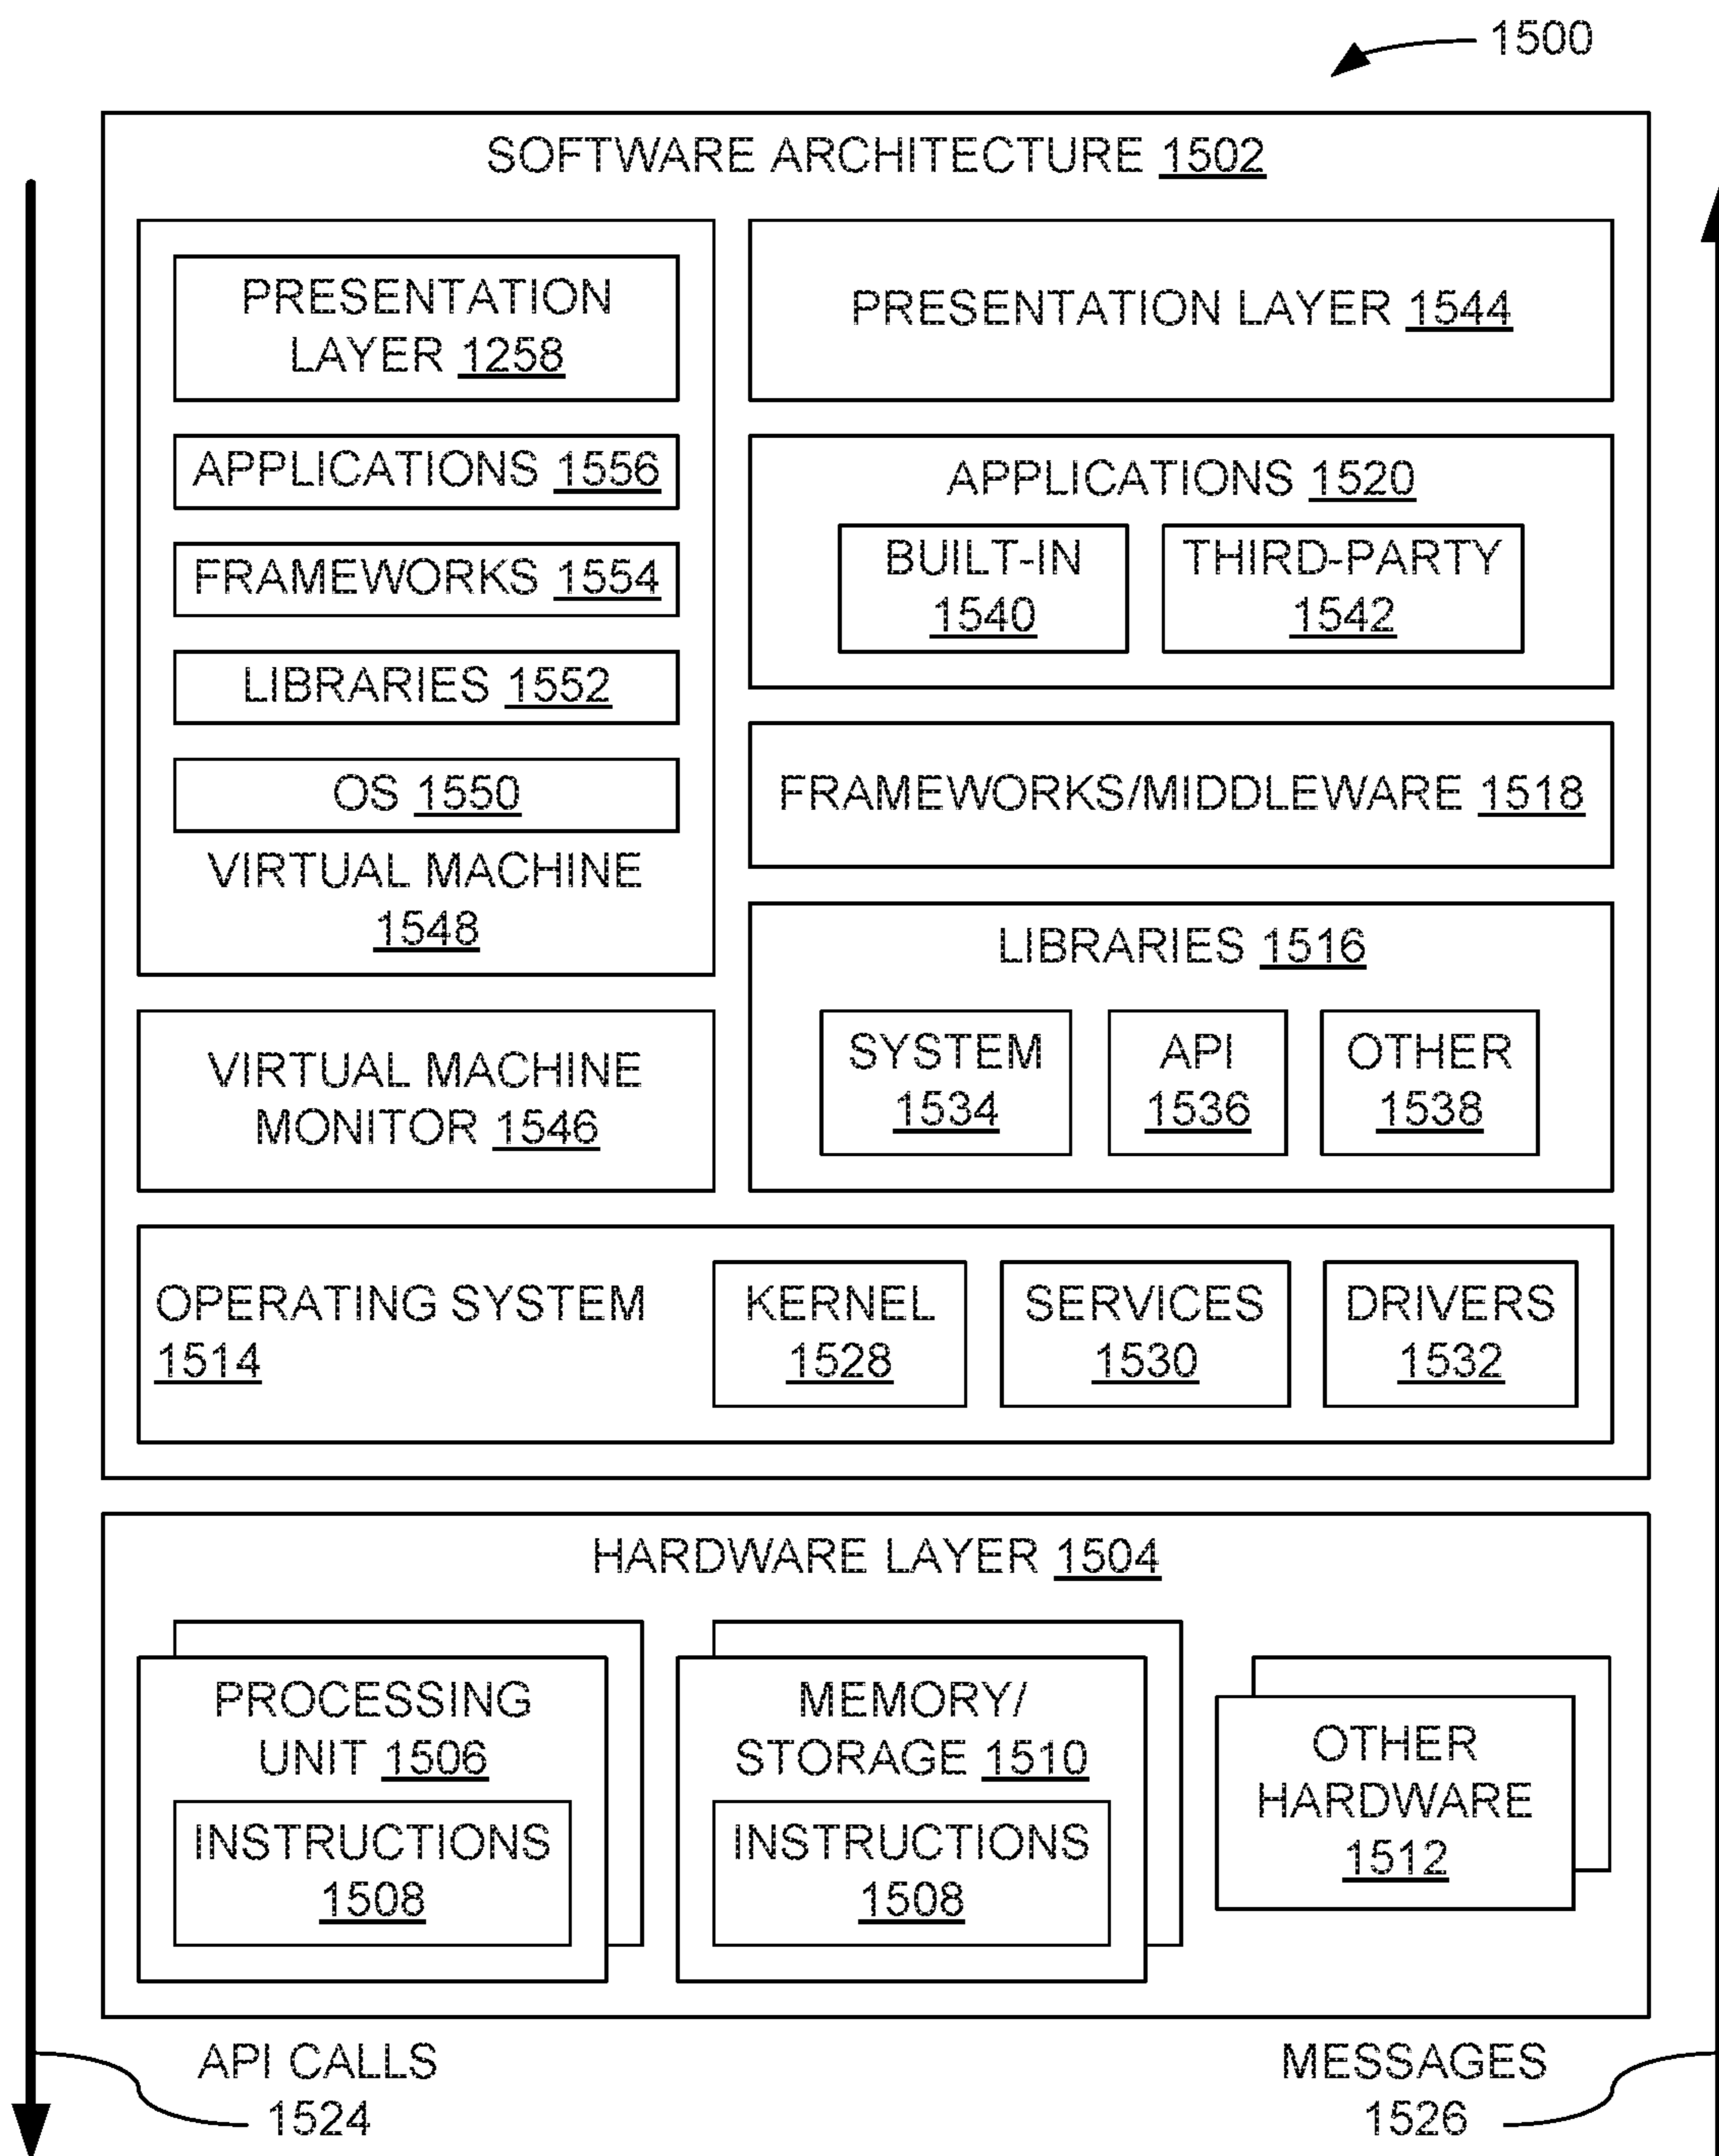 1500
SOFTWARE ARCHITECTURE 1502
PRESENTATION
LAYER 1258
APPLICATIONS 1556
FRAMEWORKS 1554
LIBRARIES 1552
OS 1550
VIRTUAL MACHINE
1548
VIRTUAL MACHINE
MONITOR 1546
PRESENTATION LAYER 1544
APPLICATIONS 1520
BUILT-IN
1540
THIRD-PARTY
1542
FRAMEWORKS/MIDDLEWARE 1518
LIBRARIES 1516
SYSTEM
1534
API
1536
OTHER
1538
OPERATING SYSTEM
1514
KERNEL
1528
SERVICES
1530
DRIVERS
1532
HARDWARE LAYER 1504
PROCESSING
UNIT 1506
INSTRUCTIONS
1508
MEMORY/
STORAGE 1510
INSTRUCTIONS
1508
OTHER
HARDWARE
1512
API CALLS
1524
MESSAGES
1526